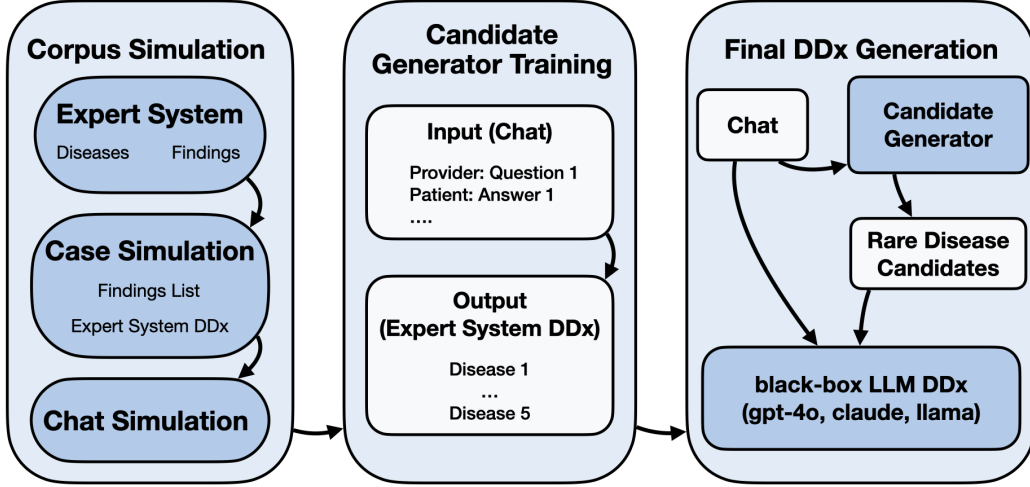 Corpus Simulation
Expert System
Diseases Findings
Case Simulation
Findings List
Expert System DDx
Chat Simulation
Candidate
Generator Training
Input (Chat)
Provider: Question 1
Patient: Answer 1
....
Output
(Expert System DDx)
Disease 1
...
Disease 5
Final DDx Generation
Chat
Candidate
Generator
Rare Disease
Candidates
black-box LLM DDx
(gpt-4o, claude, llama)